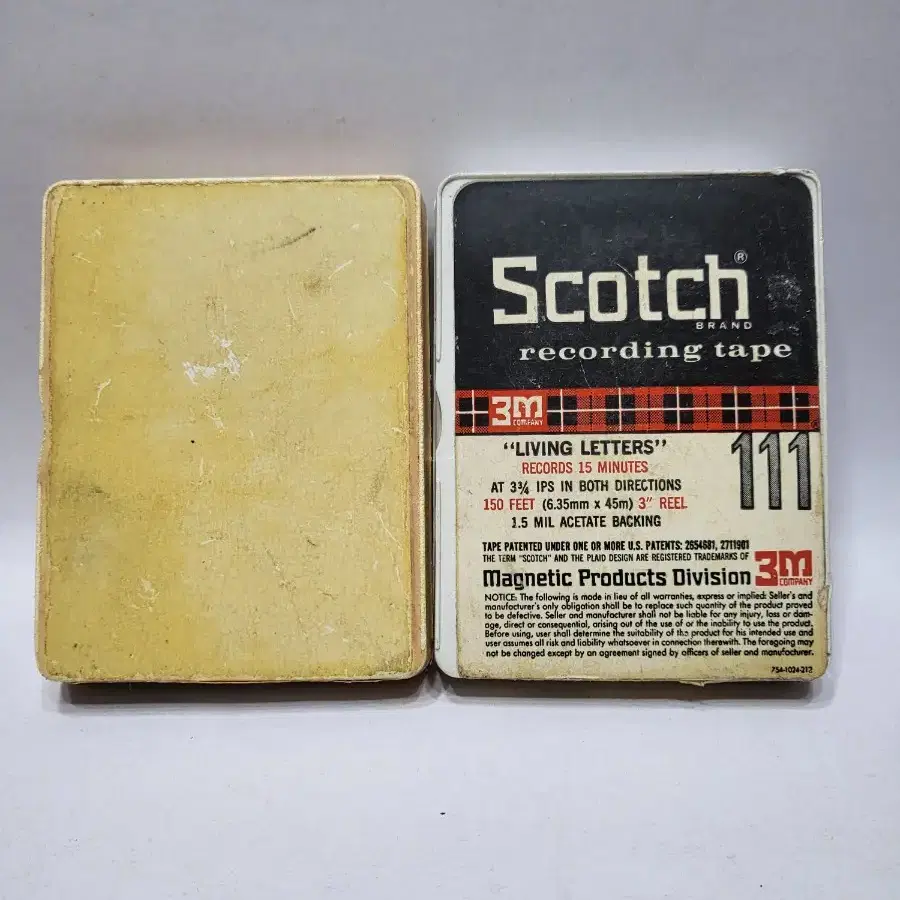 Scotch®
BRAND
recording tape
3M
COMPANY
"LIVING LETTERS"
RECORDS 15 MINUTES
AT 3¾ IPS IN BOTH DIRECTIONS
150 FEET (6.35mm x 45m) 3" REEL
1.5 MIL ACETATE BACKING
111
TAPE PATENTED UNDER ONE OR MORE U.S. PATENTS: 2654681, 2711901
THE TERM "SCOTCH" AND THE PLAID DESIGN ARE REGISTERED TRADEMARKS OF
Magnetic Products Division 3M
COMPANY
NOTICE: The following is made in lieu of all warranties, express or implied: Seller's and
manufacturer's only obligation shall be to replace such quantity of the product proved
to be defective. Seller and manufacturer shall not be liable for any injury, loss or dam-
age, direct or consequential, arising out of the use of or the inability to use the product.
Before using, user shall determine the suitability of the product for his intended use and
user assumes all risk and liability whatsoever in connection therewith. The foregoing may
not be changed except by an agreement signed by officers of seller and manufacturer.
754-1024-212